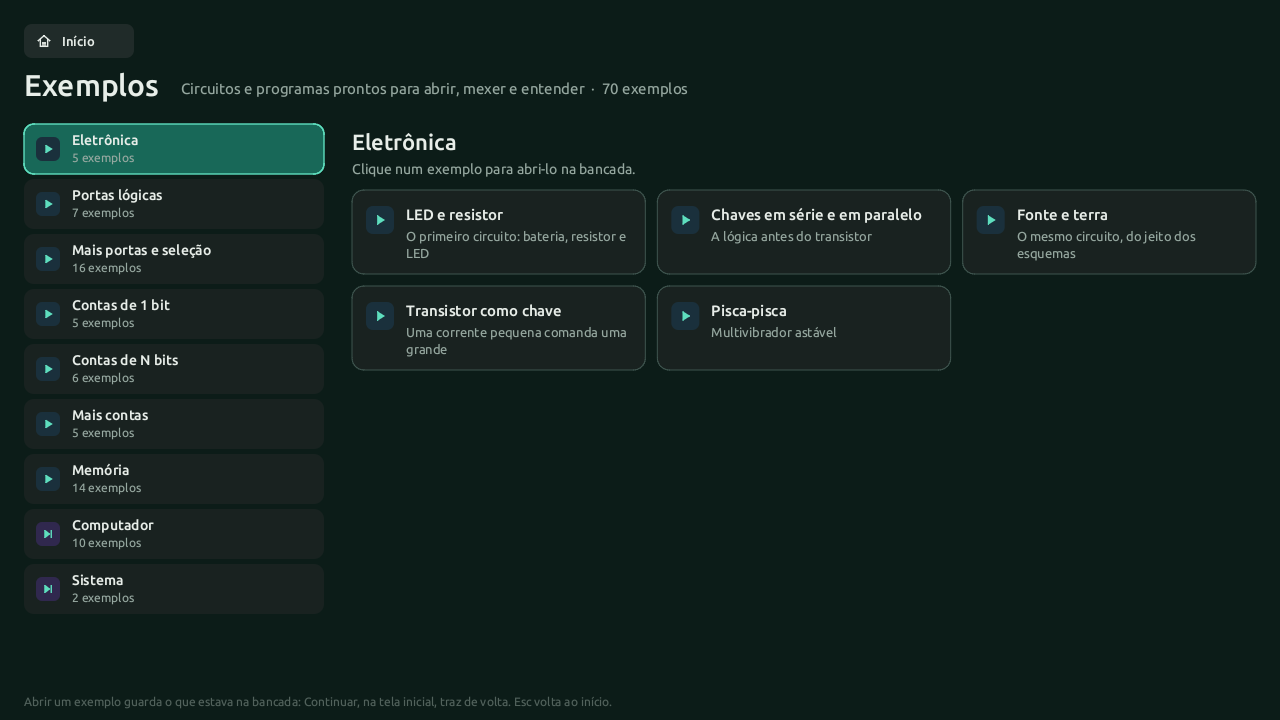 Início
Exemplos
Circuitos e programas prontos para abrir, mexer e entender · 70 exemplos
Eletrônica
5 exemplos
Portas lógicas
7 exemplos
Mais portas e seleção
16 exemplos
Contas de 1 bit
5 exemplos
Contas de N bits
6 exemplos
Mais contas
5 exemplos
Memória
14 exemplos
Computador
10 exemplos
Sistema
2 exemplos
Eletrônica
Clique num exemplo para abri-lo na bancada.
LED e resistor
O primeiro circuito: bateria, resistor e
LED
Chaves em série e em paralelo
A lógica antes do transistor
Fonte e terra
O mesmo circuito, do jeito dos
esquemas
Transistor como chave
Uma corrente pequena comanda uma
grande
Pisca-pisca
Multivibrador astável
Abrir um exemplo guarda o que estava na bancada: Continuar, na tela inicial, traz de volta. Esc volta ao início.